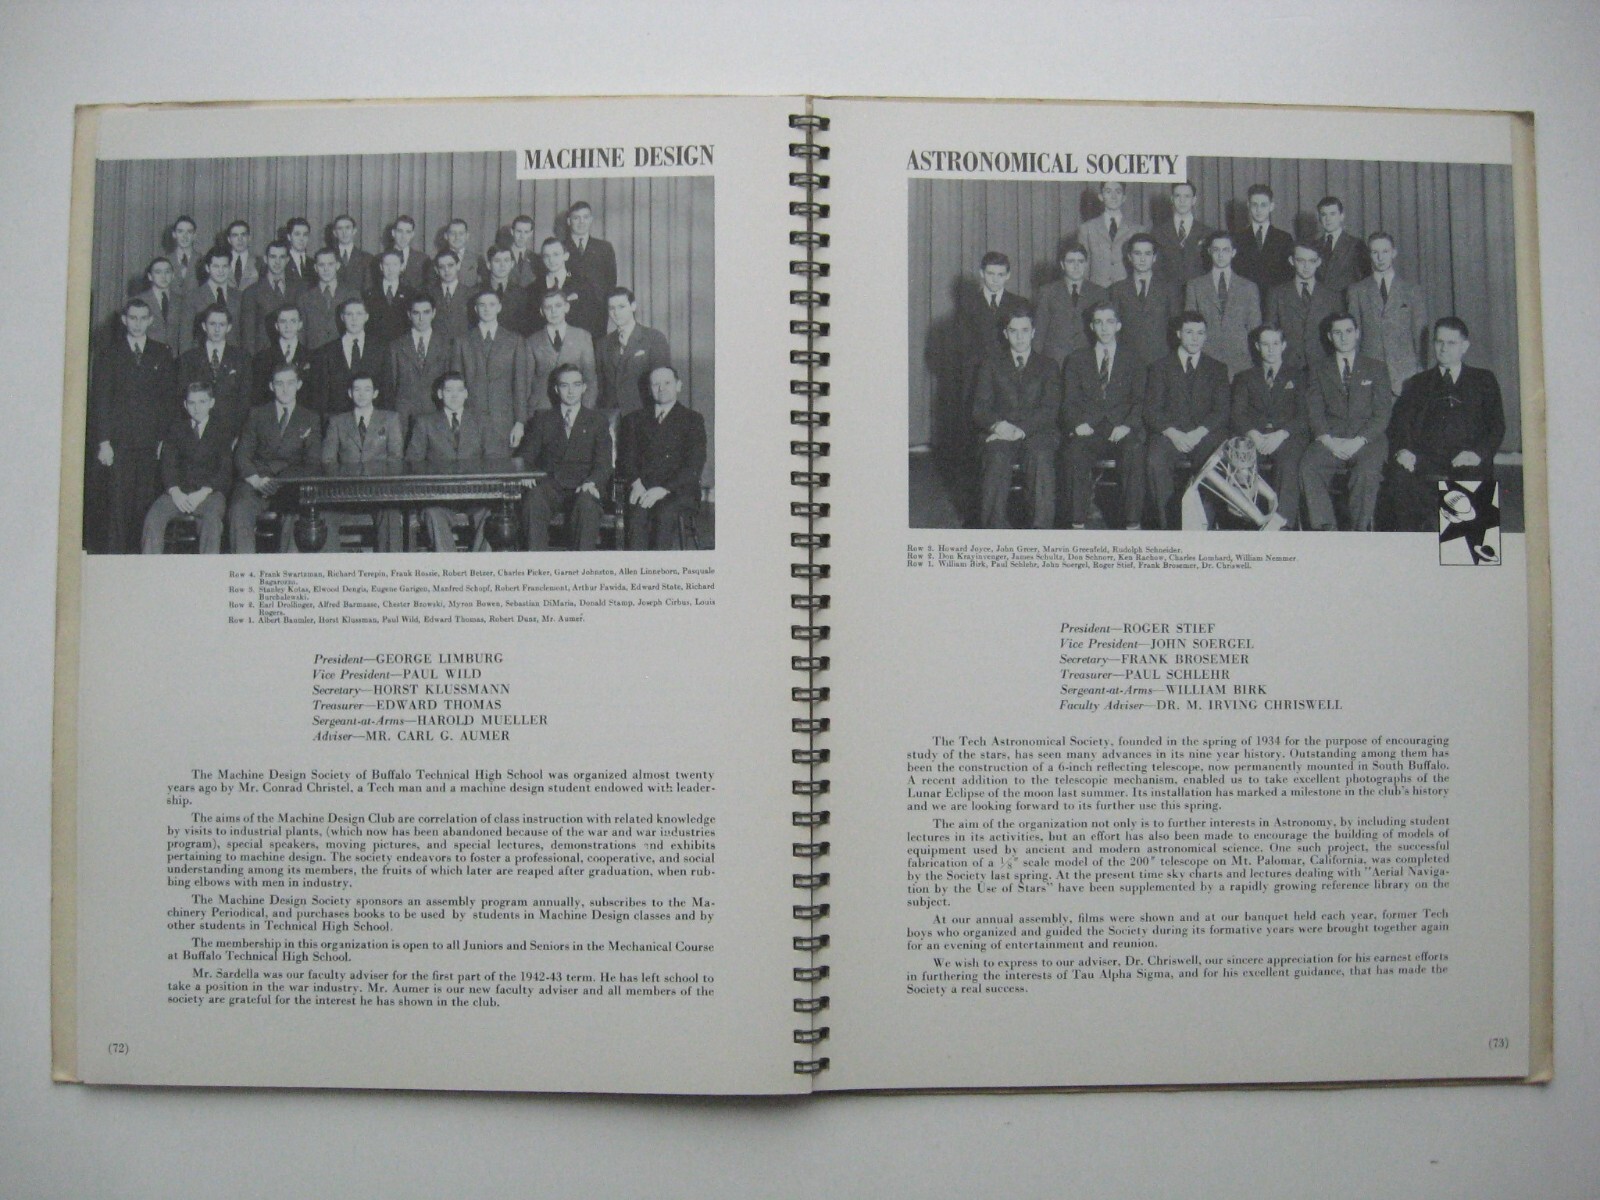 MACHINE DESIGN
Row 4. Frank Swartzman, Richard Terepin, Frank Rossie, Robert Betzer, Charles Picker, Garnet Johnston, Allen Linneborn, Pasquale
Bagarozzo.
Row 3. Stanley Kotas, Elwood Dengis, Eugene Garigen, Manfred Schopf, Robert Franclemont, Arthur Fawida, Edward State, Richard
Burchalewski.
Row 2. Earl Drollinger, Alfred Barmasse, Chester Bzowski, Myron Bowen, Sebastian DiMaria, Donald Stamp, Joseph Cirbus, Louis
Rogers.
Row 1. Albert Baumler, Horst Klussman, Paul Wild, Edward Thomas, Robert Dunz, Mr. Aumer.
President—GEORGE LIMBURG
Vice President—PAUL WILD
Secretary—HORST KLUSSMANN
Treasurer—EDWARD THOMAS
Sergeant-at-Arms—HAROLD MUELLER
Adviser—MR. CARL G. AUMER
The Machine Design Society of Buffalo Technical High School was organized almost twenty
years ago by Mr. Conrad Christel, a Tech man and a machine design student endowed with leader-
ship.
The aims of the Machine Design Club are correlation of class instruction with related knowledge
by visits to industrial plants, (which now has been abandoned because of the war and war industries
program), special speakers, moving pictures, and special lectures, demonstrations and exhibits
pertaining to machine design. The society endeavors to foster a professional, cooperative, and social
understanding among its members, the fruits of which later are reaped after graduation, when rub-
bing elbows with men in industry.
The Machine Design Society sponsors an assembly program annually, subscribes to the Ma-
chinery Periodical, and purchases books to be used by students in Machine Design classes and by
other students in Technical High School.
The membership in this organization is open to all Juniors and Seniors in the Mechanical Course
at Buffalo Technical High School.
Mr. Sardella was our faculty adviser for the first part of the 1942-43 term. He has left school to
take a position in the war industry. Mr. Aumer is our new faculty adviser and all members of the
society are grateful for the interest he has shown in the club.
(72)
ASTRONOMICAL SOCIETY
Row 3. Howard Joyce, John Greer, Marvin Greenfeld, Rudolph Schneider.
Row 2. Don Krayinvenger, James Schultz, Don Schnorr, Ken Rachow, Charles Lombard, William Nemmer.
Row 1. William Birk, Paul Schlehr, John Soergel, Roger Stief, Frank Brosemer, Dr. Chriswell.
President—ROGER STIEF
Vice President—JOHN SOERGEL
Secretary—FRANK BROSEMER
Treasurer—PAUL SCHLEHR
Sergeant-at-Arms—WILLIAM BIRK
Faculty Adviser—DR. M. IRVING CHRISWELL
The Tech Astronomical Society, founded in the spring of 1934 for the purpose of encouraging
study of the stars, has seen many advances in its nine year history. Outstanding among them has
been the construction of a 6-inch reflecting telescope, now permanently mounted in South Buffalo.
A recent addition to the telescopic mechanism, enabled us to take excellent photographs of the
Lunar Eclipse of the moon last summer. Its installation has marked a milestone in the club's history
and we are looking forward to its further use this spring.
The aim of the organization not only is to further interests in Astronomy, by including student
lectures in its activities, but an effort has also been made to encourage the building of models of
equipment used by ancient and modern astronomical science. One such project, the successful
fabrication of a ⅛" scale model of the 200" telescope on Mt. Palomar, California, was completed
by the Society last spring. At the present time sky charts and lectures dealing with "Aerial Naviga-
tion by the Use of Stars" have been supplemented by a rapidly growing reference library on the
subject.
At our annual assembly, films were shown and at our banquet held each year, former Tech
boys who organized and guided the Society during its formative years were brought together again
for an evening of entertainment and reunion.
We wish to express to our adviser, Dr. Chriswell, our sincere appreciation for his earnest efforts
in furthering the interests of Tau Alpha Sigma, and for his excellent guidance, that has made the
Society a real success.
(73)